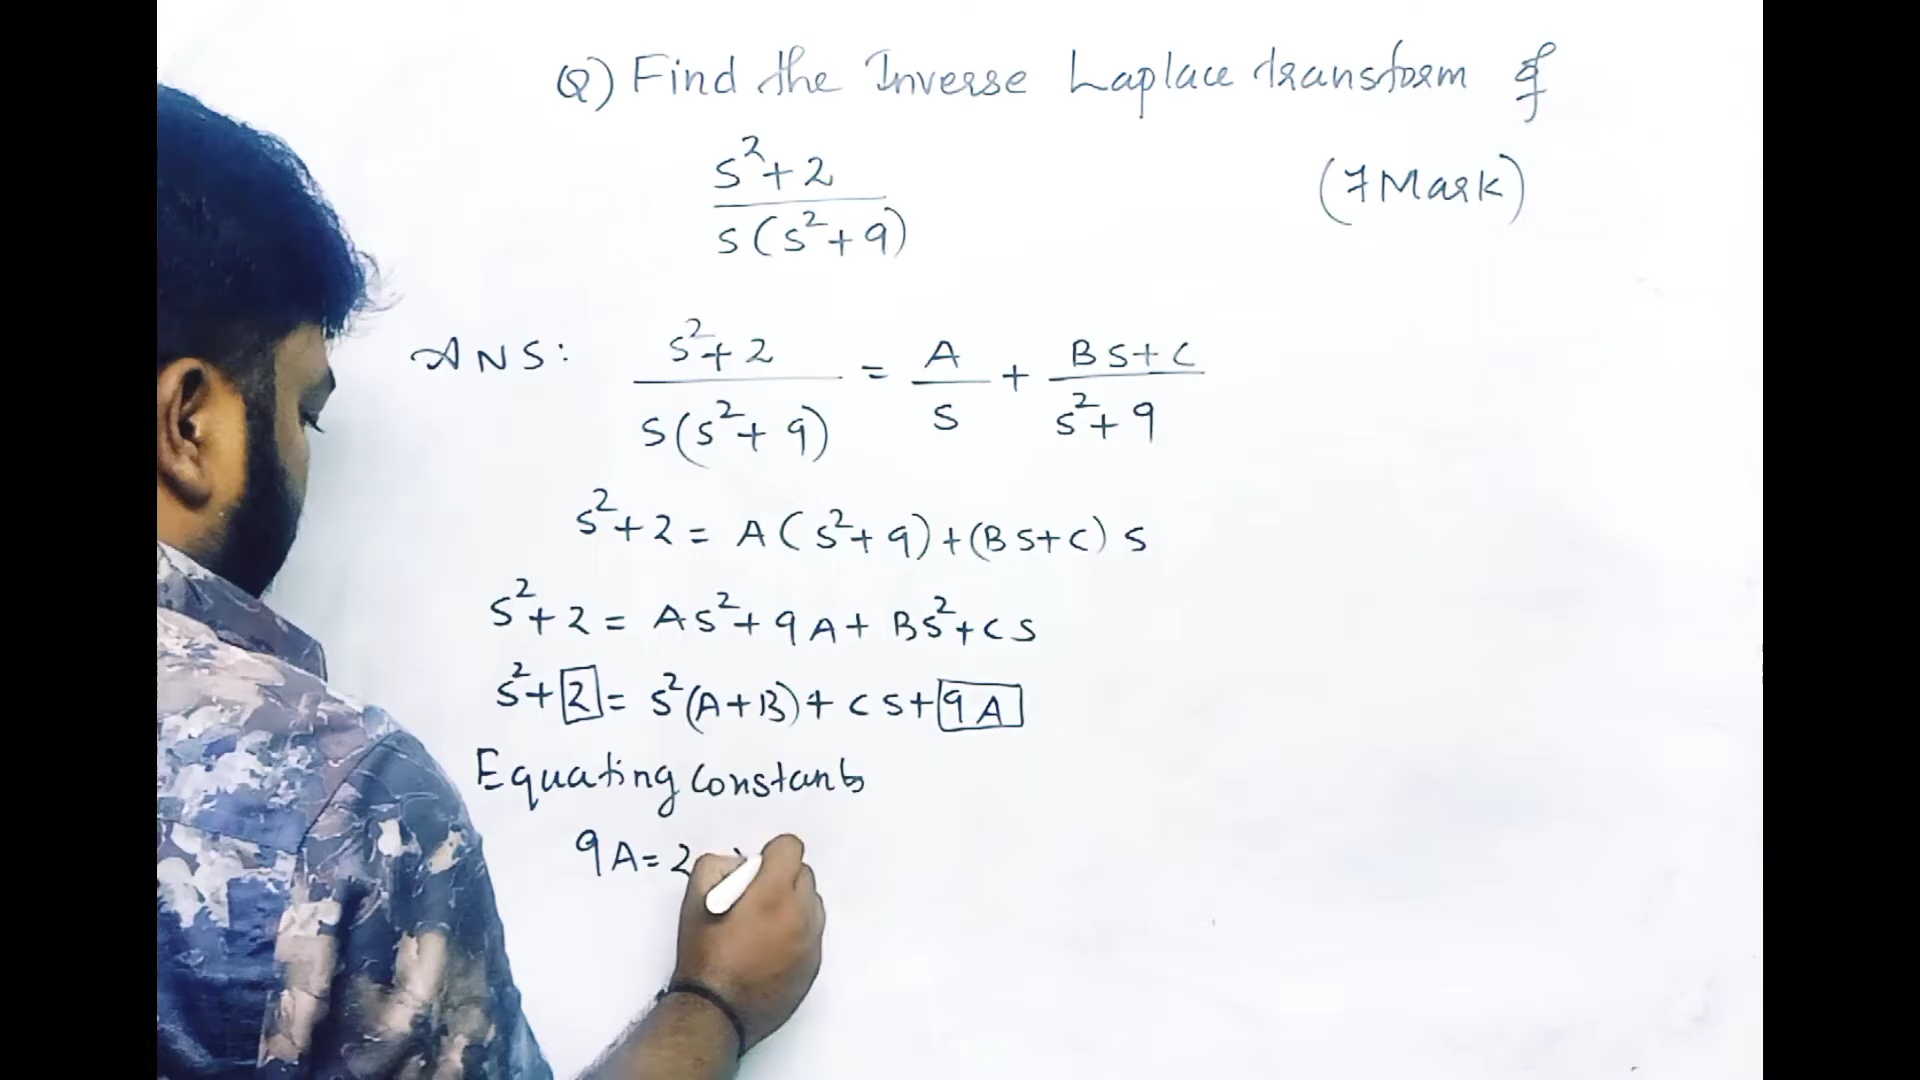 Q) Find the Inverse Laplace transform of
s²+2 / s(s²+9) (7 Mark)
ANS: s²+2 / s(s²+9) = A/s + Bs+C / s²+9
s²+2 = A(s²+9)+(Bs+C)s
s²+2 = As²+9A+Bs²+Cs
s²+2 = s²(A+B)+Cs+9A
Equating constants
9A=2